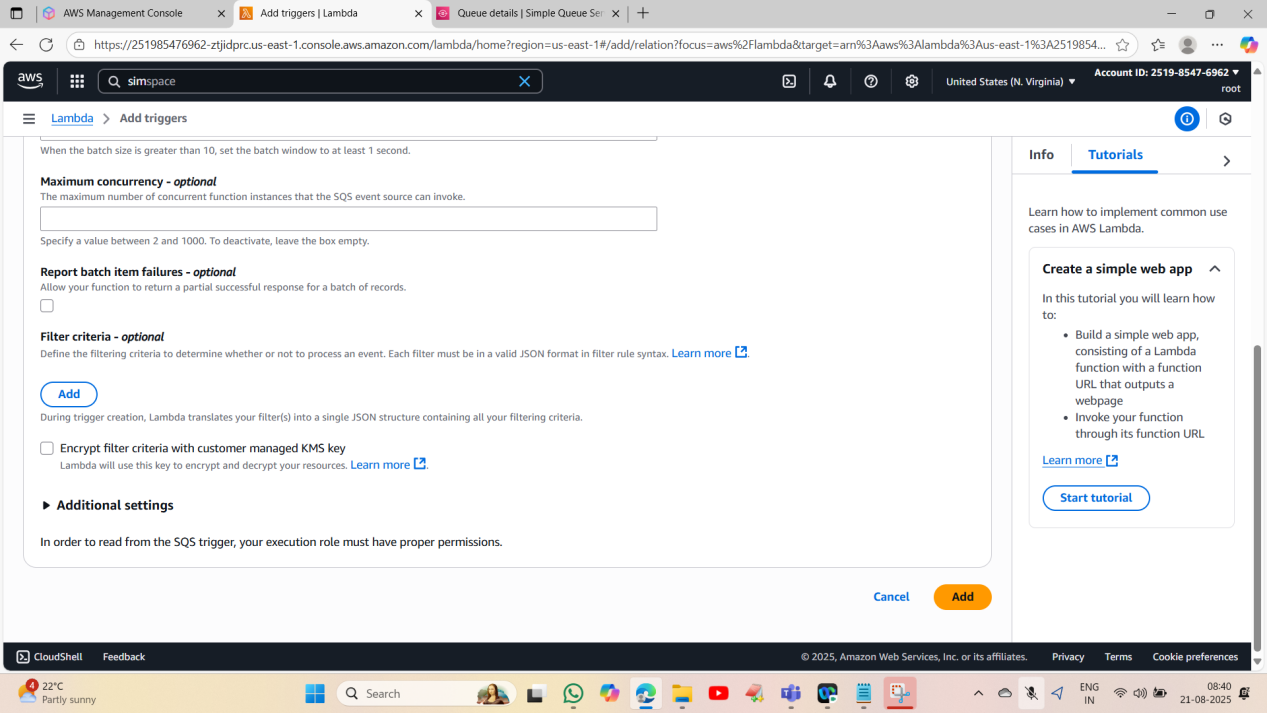 AWS Management Console
Add triggers | Lambda
Queue details | Simple Queue Ser
https://251985476962-ztjidprc.us-east-1.console.aws.amazon.com/lambda/home?region=us-east-1#/add/relation?focus=aws%2Flambda&target=arn%3Aaws%3Alambda%3Aus-east-1%3A2519854...
aws
simspace
United States (N. Virginia)
Account ID: 2519-8547-6962
root
Lambda
Add triggers
When the batch size is greater than 10, set the batch window to at least 1 second.
Maximum concurrency - optional
The maximum number of concurrent function instances that the SQS event source can invoke.
Specify a value between 2 and 1000. To deactivate, leave the box empty.
Report batch item failures - optional
Allow your function to return a partial successful response for a batch of records.
Filter criteria - optional
Define the filtering criteria to determine whether or not to process an event. Each filter must be in a valid JSON format in filter rule syntax. Learn more.
Add
During trigger creation, Lambda translates your filter(s) into a single JSON structure containing all your filtering criteria.
Encrypt filter criteria with customer managed KMS key
Lambda will use this key to encrypt and decrypt your resources. Learn more.
Additional settings
In order to read from the SQS trigger, your execution role must have proper permissions.
Cancel
Add
Info
Tutorials
Learn how to implement common use
cases in AWS Lambda.
Create a simple web app
In this tutorial you will learn how
to:
• Build a simple web app,
consisting of a Lambda
function with a function
URL that outputs a
webpage
• Invoke your function
through its function URL
Learn more
Start tutorial
CloudShell
Feedback
© 2025, Amazon Web Services, Inc. or its affiliates.
Privacy
Terms
Cookie preferences
4
22°C
Partly sunny
Search
ENG
IN
08:40
21-08-2025